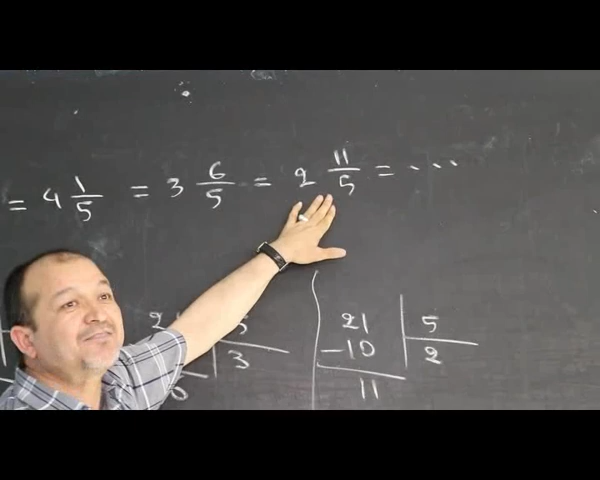 = 4 1/5 = 3 6/5 = 2 11/5 = ...
21 | 5
-10 | 2
11
3